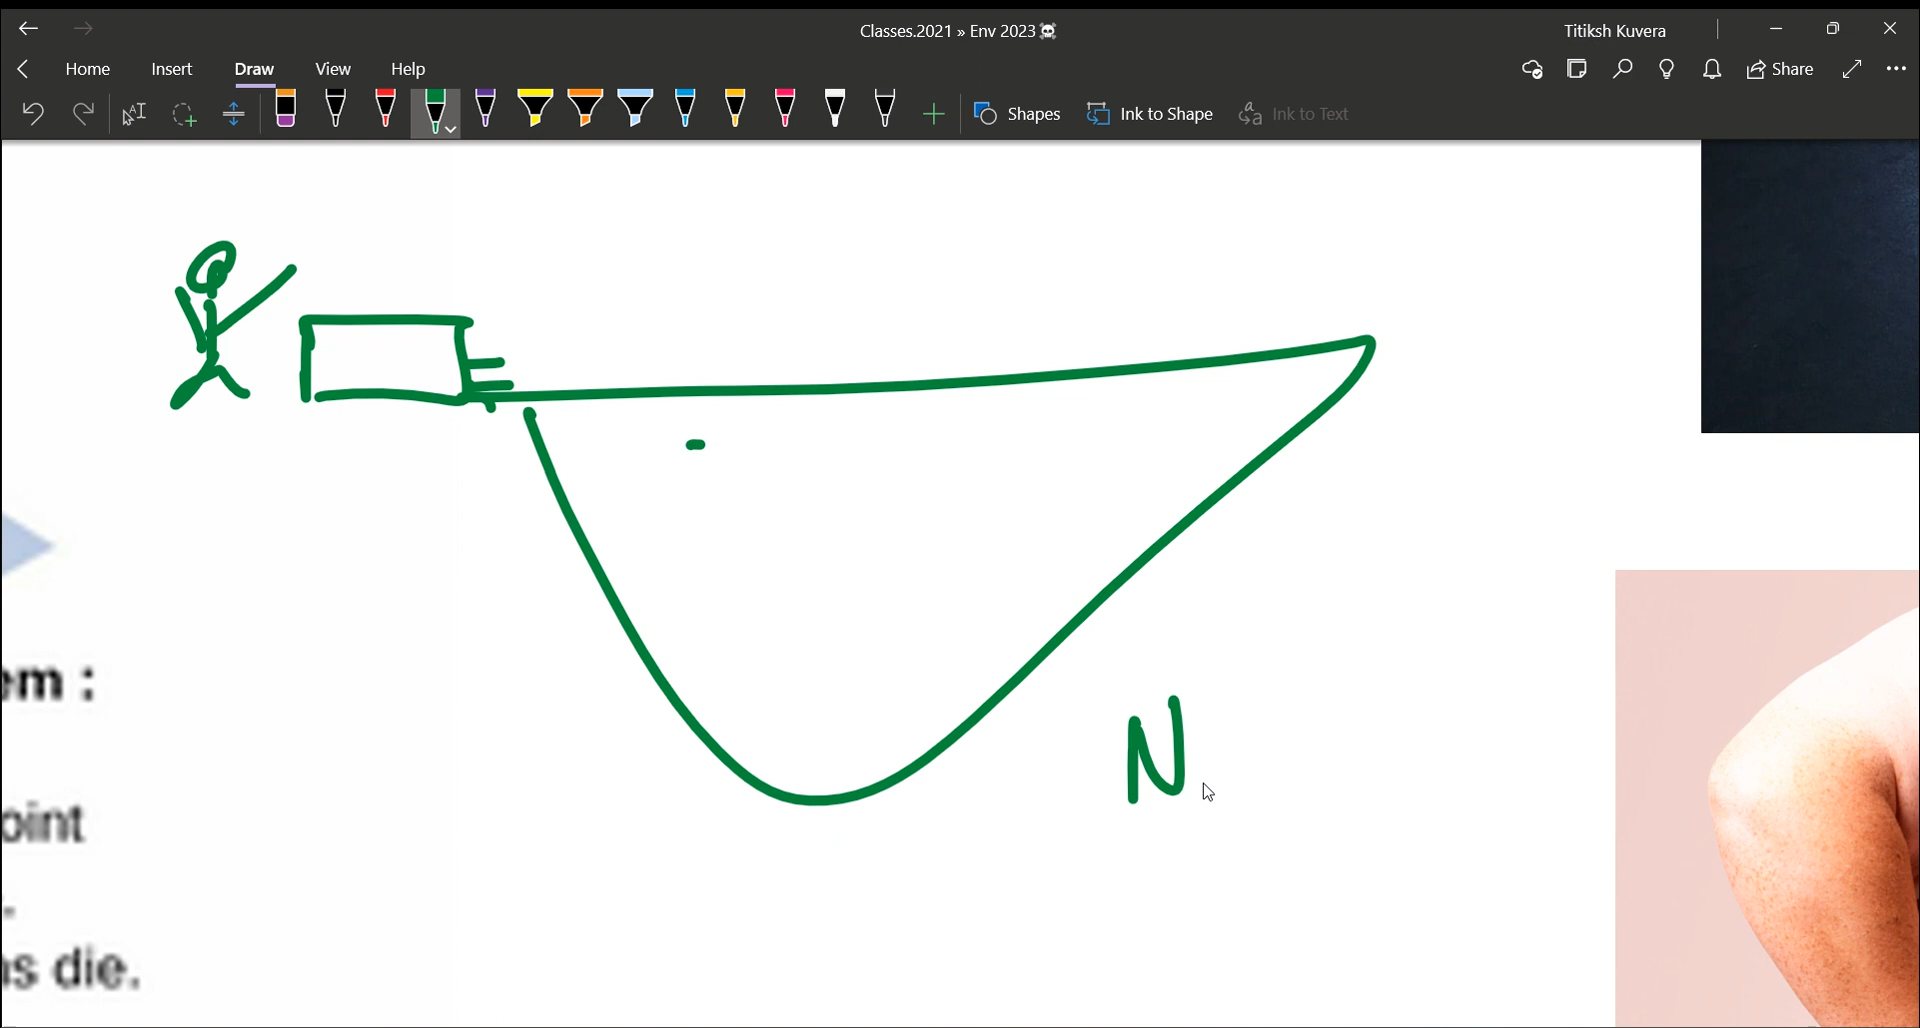 Classes.2021 » Env 2023☠
Titiksh Kuvera
Home Insert Draw View Help
Share
Shapes Ink to Shape Ink to Text
em :
oint
N
s die.